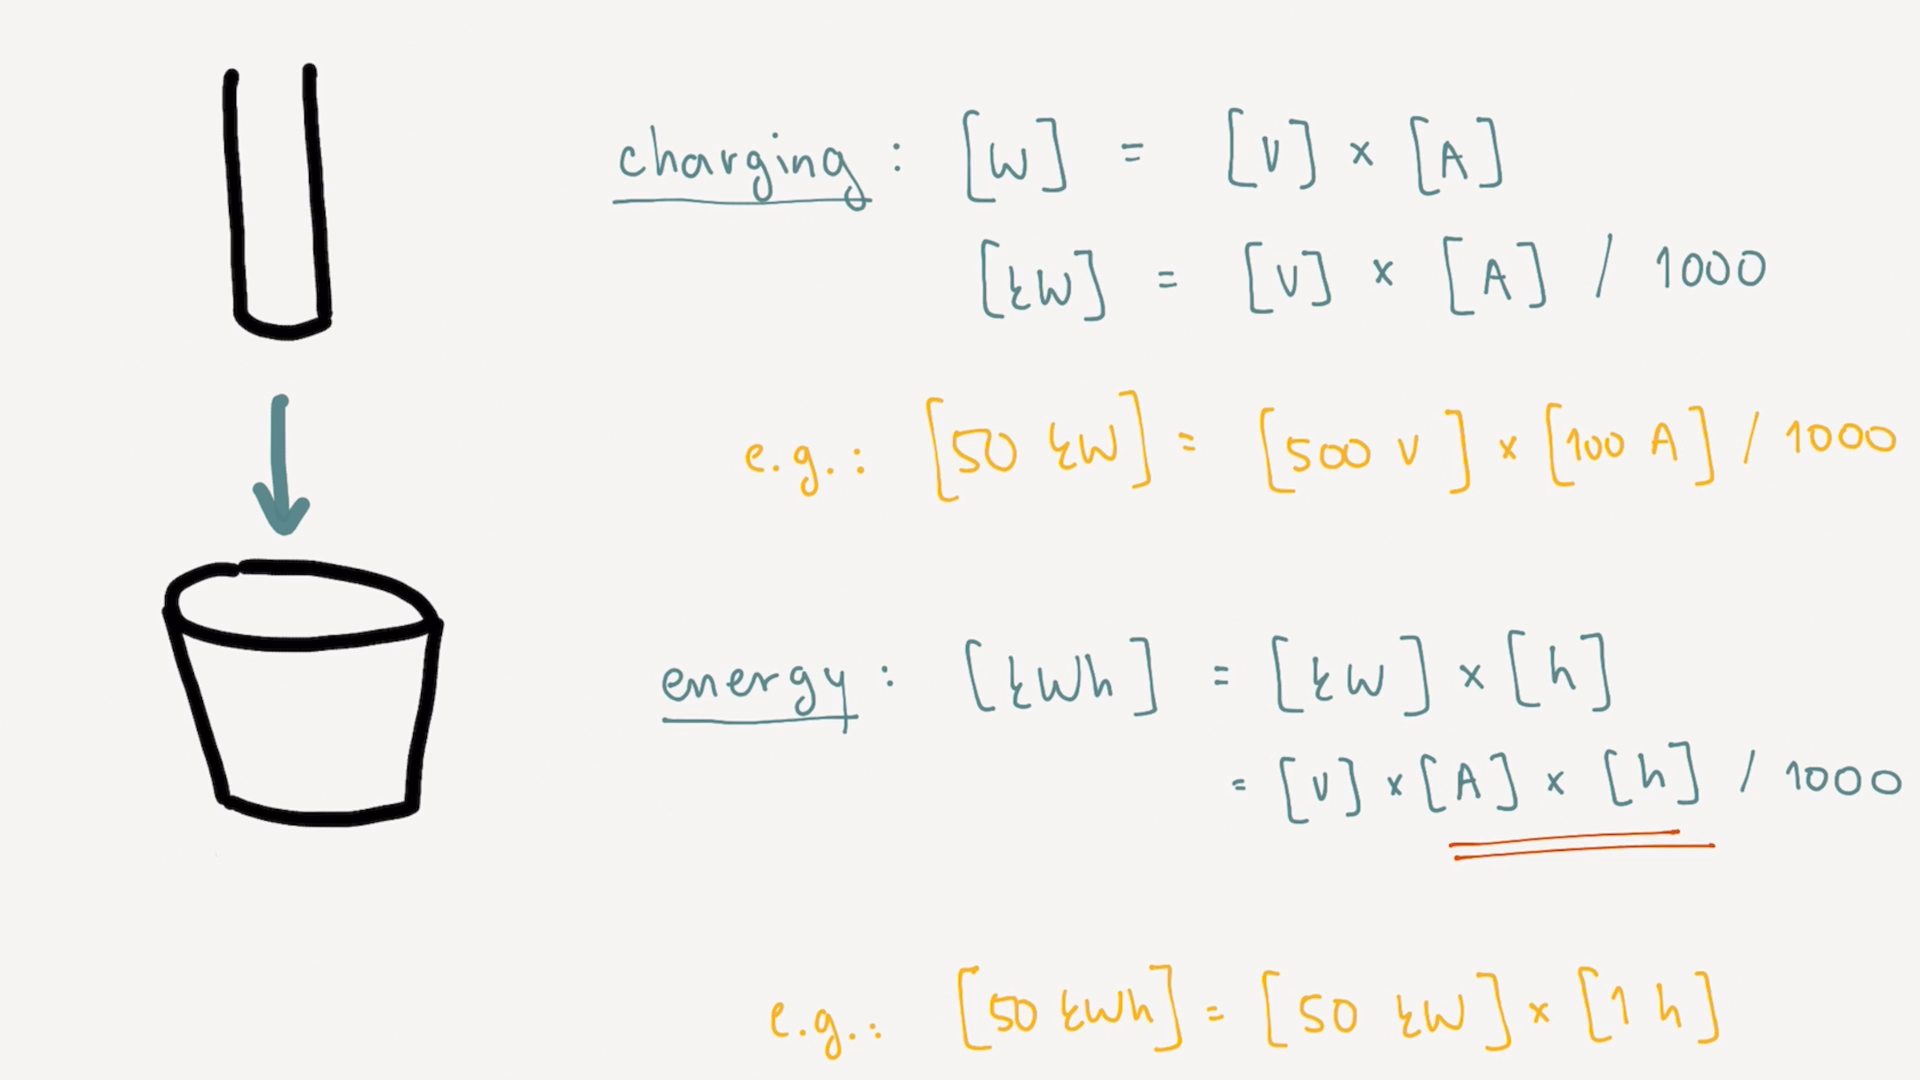 charging : [W] = [V] x [A]
[kW] = [V] x [A] / 1000
e.g.: [50 kW] = [500 V] x [100 A] / 1000
energy : [kWh] = [kW] x [h]
= [V] x [A] x [h] / 1000
e.g.: [50 kWh] = [50 kW] x [1 h]